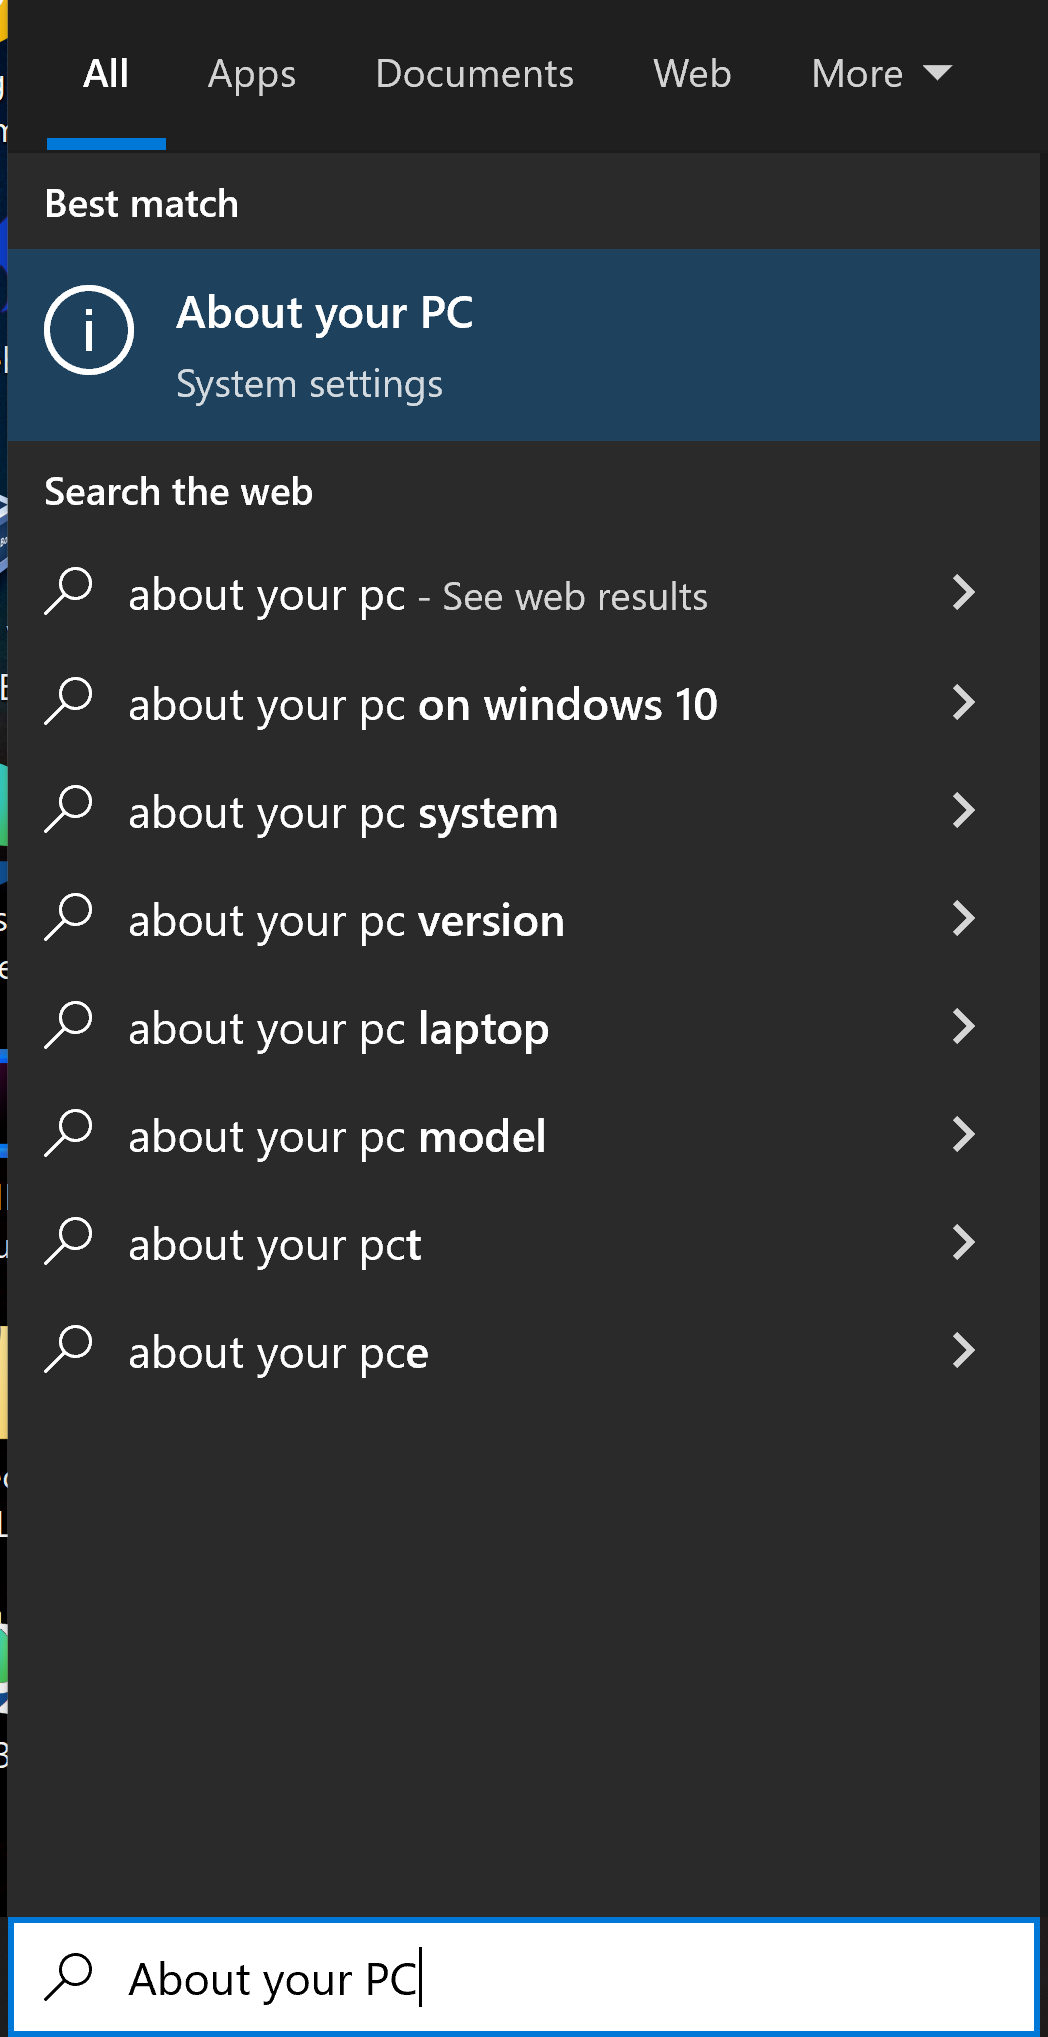 All Apps Documents Web More
Best match
About your PC
System settings
Search the web
about your pc - See web results
about your pc on windows 10
about your pc system
about your pc version
about your pc laptop
about your pc model
about your pct
about your pce
About your PC